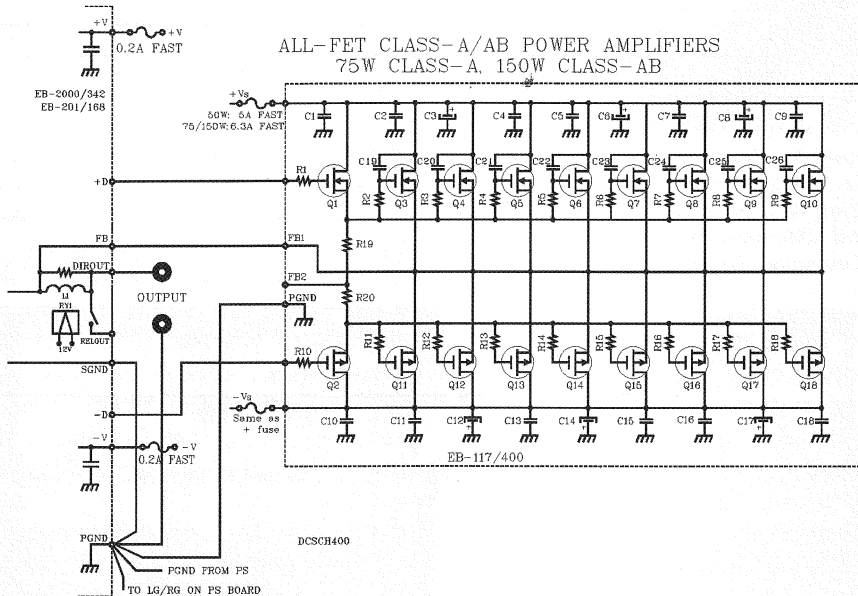 +V
0.2A FAST
+V
ALL-FET CLASS-A/AB POWER AMPLIFIERS
75W CLASS-A, 150W CLASS-AB
EB-2000/342
EB-201/168
+Vs
50W: 5A FAST
75/150W:6.3A FAST
C1
C2
C3
C4
C5
C6
C7
C8
C9
C19
C20
C21
C22
C23
C24
C25
C26
+D
R1
Q1
R2
Q3
R3
Q4
R4
Q5
R5
Q6
R6
Q7
R7
Q8
R8
Q9
R9
Q10
FB
FB1
R19
DIROUT
FB2
OUTPUT
L1
RY1
12V
RELOUT
PGND
R20
SGND
R10
Q2
R11
Q11
R12
Q12
R13
Q13
R14
Q14
R15
Q15
R16
Q16
R17
Q17
R18
Q18
-D
-Vs
Same as
+ fuse
C10
C11
C12
C13
C14
C15
C16
C17
C18
-V
-V
0.2A FAST
EB-117/400
PGND
DCSCH400
PGND FROM PS
TO LG/RG ON PS BOARD